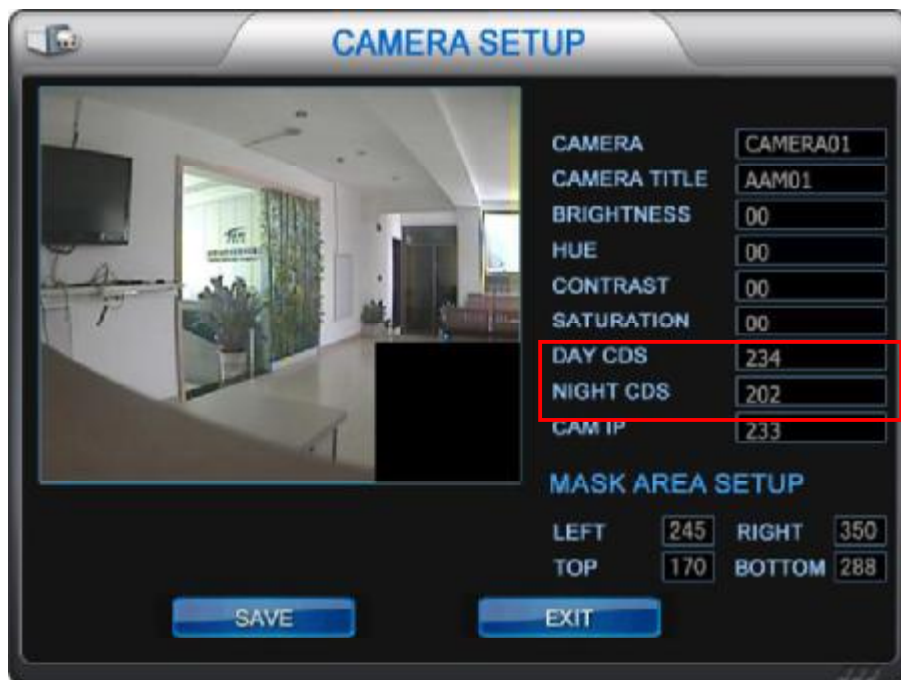 CAMERA SETUP
CAMERA CAMERA01
CAMERA TITLE AAM01
BRIGHTNESS 00
HUE 00
CONTRAST 00
SATURATION 00
DAY CDS 234
NIGHT CDS 202
CAM IP 233
MASK AREA SETUP
LEFT 245 RIGHT 350
TOP 170 BOTTOM 288
SAVE EXIT